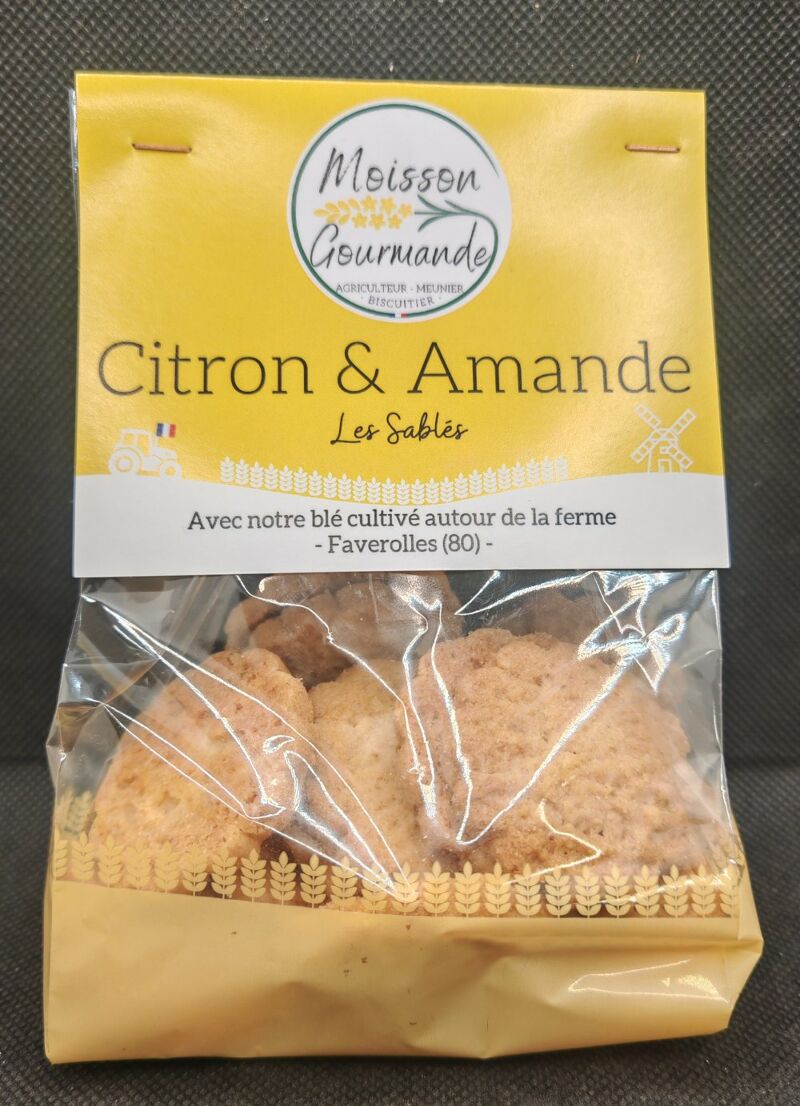 Moisson
Gourmande
AGRICULTEUR - MEUNIER
- BISCUITIER -
Citron & Amande
Les Sablés
Avec notre blé cultivé autour de la ferme
- Faverolles (80) -